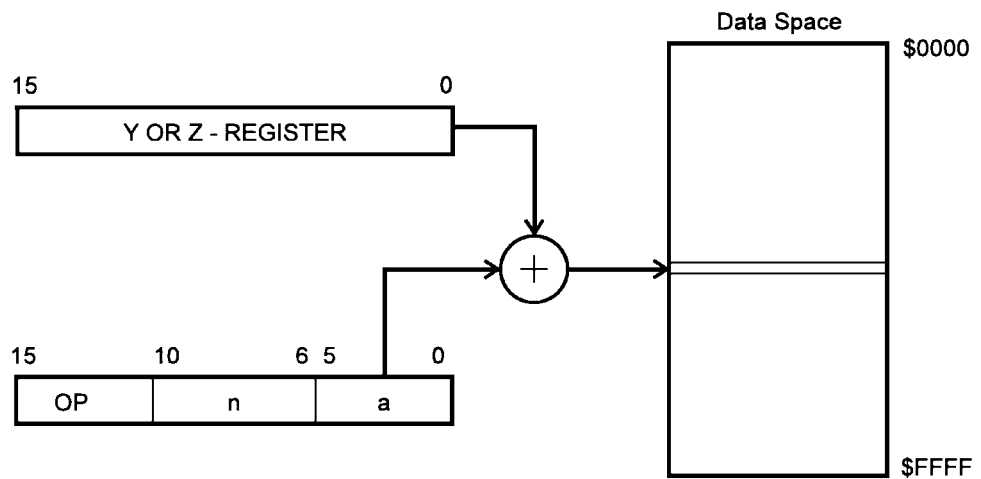 Data Space
$0000
15 0
Y OR Z - REGISTER
+
15 10 6 5 0
OP n a
$FFFF